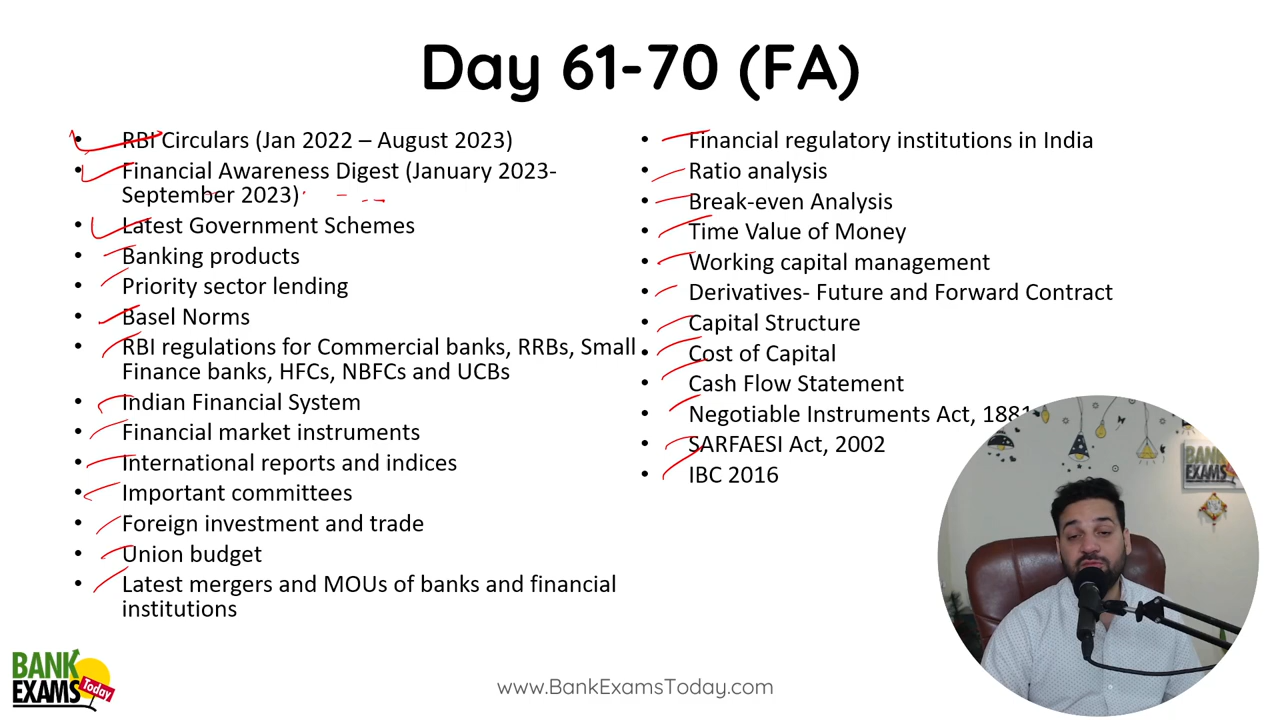 Day 61-70 (FA)
• RBI Circulars (Jan 2022 – August 2023)
• Financial Awareness Digest (January 2023-
September 2023)
• Latest Government Schemes
• Banking products
• Priority sector lending
• Basel Norms
• RBI regulations for Commercial banks, RRBs, Small
Finance banks, HFCs, NBFCs and UCBs
• Indian Financial System
• Financial market instruments
• International reports and indices
• Important committees
• Foreign investment and trade
• Union budget
• Latest mergers and MOUs of banks and financial
institutions
• Financial regulatory institutions in India
• Ratio analysis
• Break-even Analysis
• Time Value of Money
• Working capital management
• Derivatives- Future and Forward Contract
• Capital Structure
• Cost of Capital
• Cash Flow Statement
• Negotiable Instruments Act, 1881
• SARFAESI Act, 2002
• IBC 2016
BANK
EXAMS
BANK
EXAMS
Today
www.BankExamsToday.com